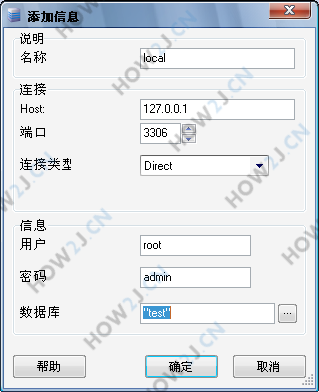 添加信息
说明
名称 local
连接
Host: 127.0.0.1
端口 3306
连接类型 Direct
信息
用户 root
密码 admin
数据库 "test" ...
帮助 确定 取消
HOW2J.CN
HOW2J.CN
HOW2J.CN
HOW2J.CN
HOW2J.CN
HOW2J.CN